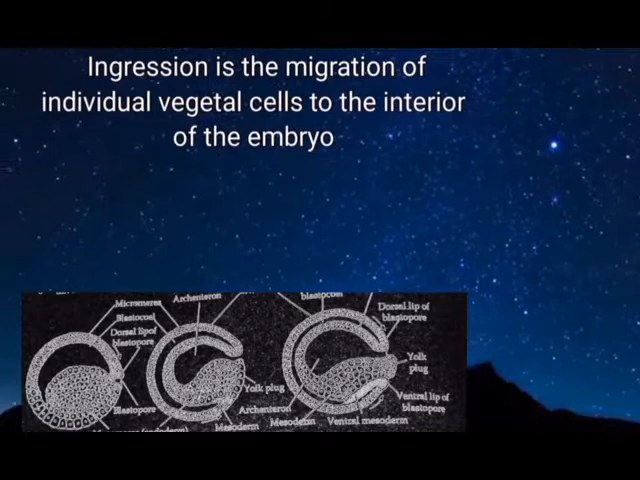 Ingression is the migration of
individual vegetal cells to the interior
of the embryo
Micromeres
Archenteron
blastocoel
Dorsal lip of
blastopore
Blastocoel
Dorsal lipof
blastopore
Yolk
plug
Yolk plug
Blastopore
Archenteron
Ventral lip of
blastopore
Mesoderm
Mesoderm
Ventral mesoderm